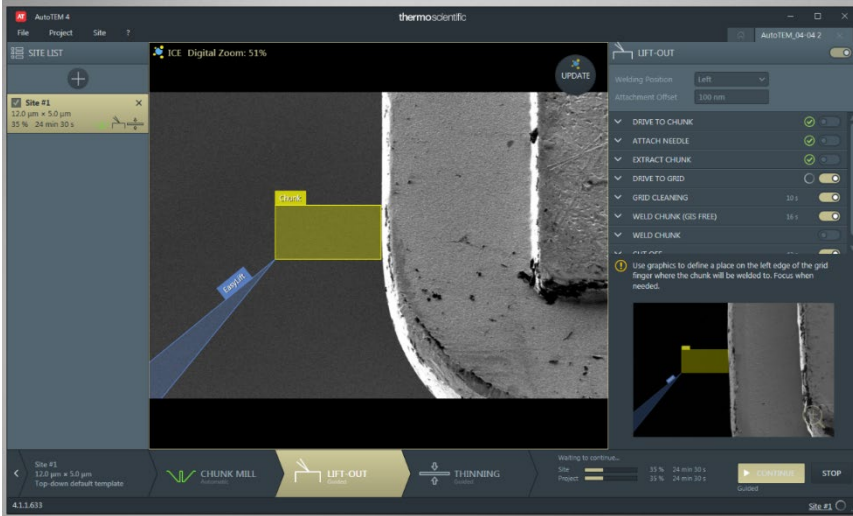 AutoTEM 4
thermoscientific
File Project Site ?
AutoTEM_04-04 2
SITE LIST
Site #1
12.0 µm × 5.0 µm
35 % 24 min 30 s
ICE Digital Zoom: 51%
UPDATE
Chunk
EasyLift
LIFT-OUT
Welding Position Left
Attachment Offset 100 nm
DRIVE TO CHUNK
ATTACH NEEDLE
EXTRACT CHUNK
DRIVE TO GRID
GRID CLEANING 10 s
WELD CHUNK (GIS FREE) 16 s
WELD CHUNK
CUT OFF
Use graphics to define a place on the left edge of the grid
finger where the chunk will be welded to. Focus when
needed.
Site #1
12.0 µm × 5.0 µm
Top-down default template
CHUNK MILL
Automatic
LIFT-OUT
Guided
THINNING
Guided
Waiting to continue...
Site 35 % 24 min 30 s
Project 35 % 24 min 30 s
CONTINUE
Guided
STOP
4.1.1.633
Site #1